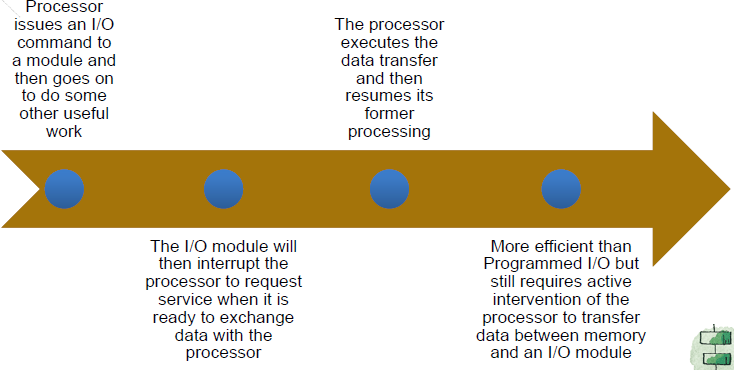 Processor
issues an I/O
command to
a module and
then goes on
to do some
other useful
work
The I/O module will
then interrupt the
processor to request
service when it is
ready to exchange
data with the
processor
The processor
executes the
data transfer
and then
resumes its
former
processing
More efficient than
Programmed I/O but
still requires active
intervention of the
processor to transfer
data between memory
and an I/O module